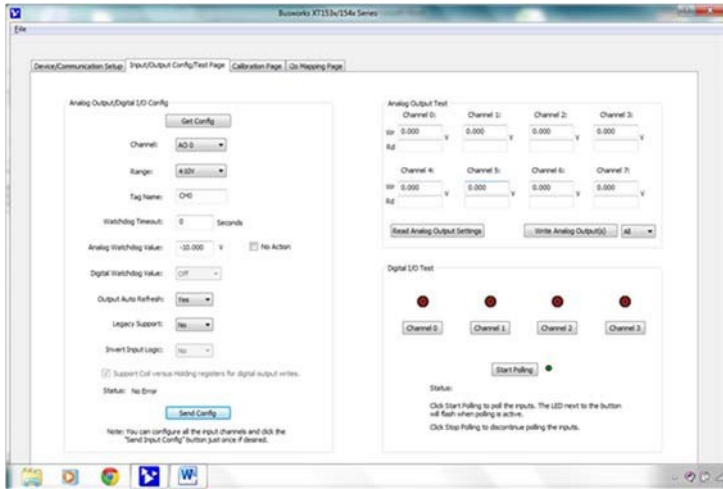 Busworks XT153x/154x Series
File
Device/Communication Setup
Input/Output Config/Test Page
Calibration Page
i2o Mapping Page
Analog Output/Digital I/O Config
Get Config
Channel: AO 0
Range:
Tag Name: CH0
Watchdog Timeout: 0 Seconds
Analog Watchdog Value: -10.000 V No Action
Digital Watchdog Value: Off
Output Auto Refresh: Yes
Legacy Support: No
Invert Input Logic: No
Support Coil versus Holding registers for digital output writes.
Status: No Error
Send Config
Note: You can configure all the input channels and click the
"Send Input Config" button just once if desired.
Analog Output Test
Channel 0: Channel 1: Channel 2: Channel 3:
Wr 0.000 V 0.000 V 0.000 V 0.000 V
Rd
Channel 4: Channel 5: Channel 6: Channel 7:
Wr 0.000 V 0.000 V 0.000 V 0.000 V
Rd
Read Analog Output Settings
Write Analog Output(s)
All
Digital I/O Test
Channel 0 Channel 1 Channel 2 Channel 3
Start Polling
Status:
Click Start Polling to poll the inputs. The LED next to the button
will flash when polling is active.
Click Stop Polling to discontinue polling the inputs.
W